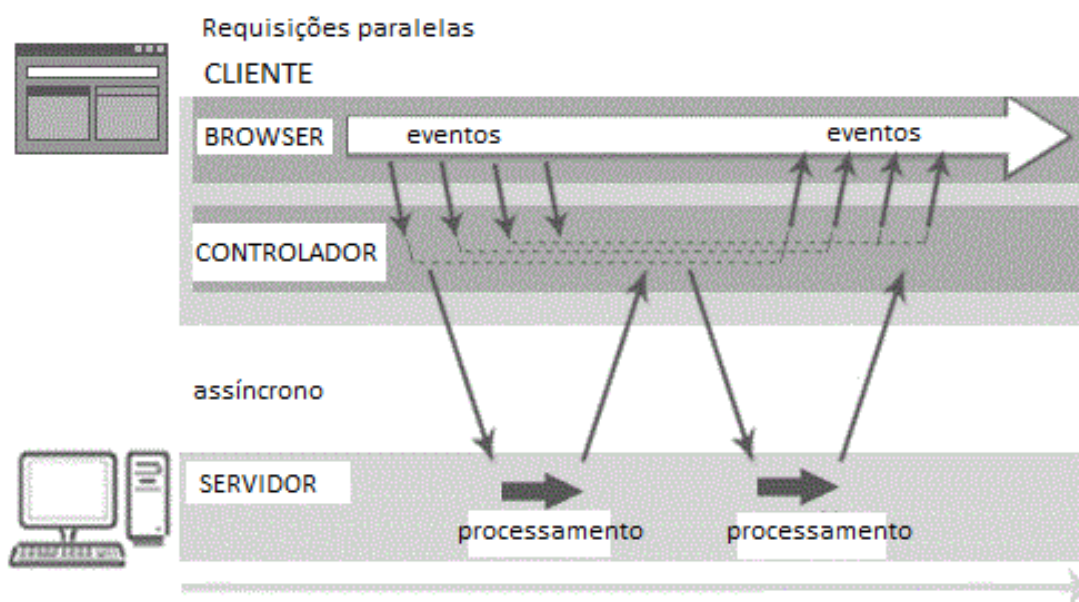 Requisições paralelas
CLIENTE
BROWSER
eventos
eventos
CONTROLADOR
assíncrono
SERVIDOR
processamento
processamento